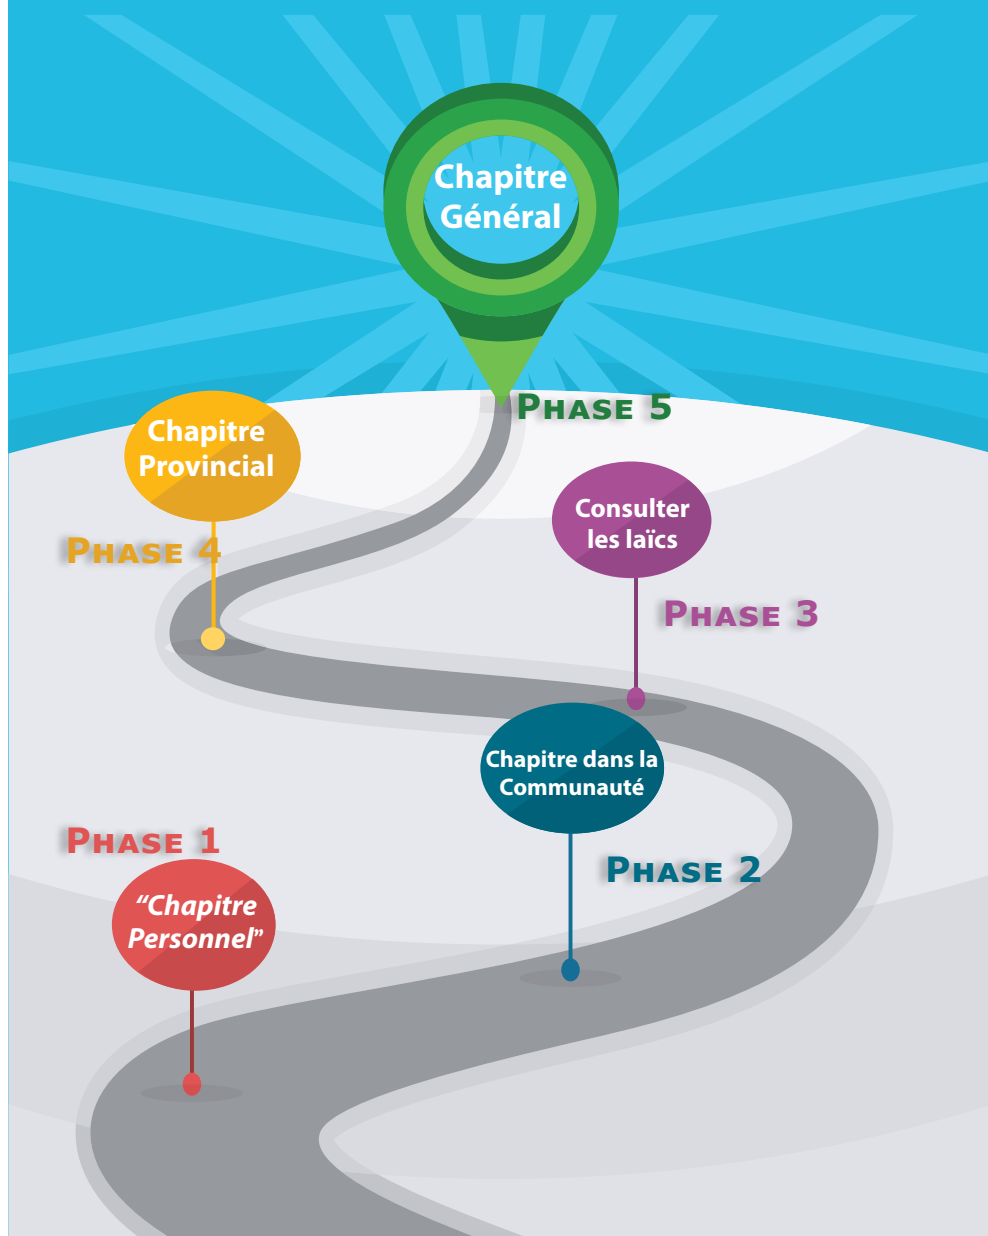 Chapitre
Général
PHASE 5
Chapitre
Provincial
PHASE 4
Consulter
les laïcs
PHASE 3
Chapitre dans la
Communauté
PHASE 2
PHASE 1
“Chapitre
Personnel”